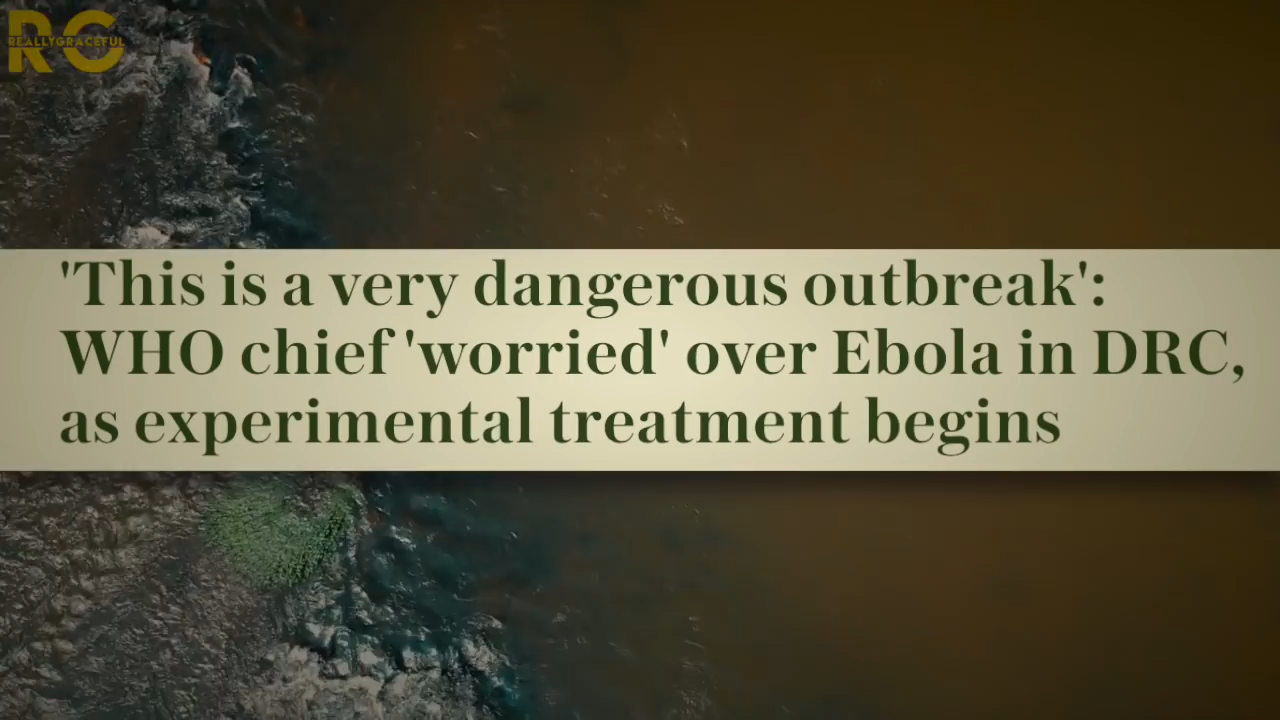 RG
REALLYGRACEFUL
'This is a very dangerous outbreak':
WHO chief 'worried' over Ebola in DRC,
as experimental treatment begins